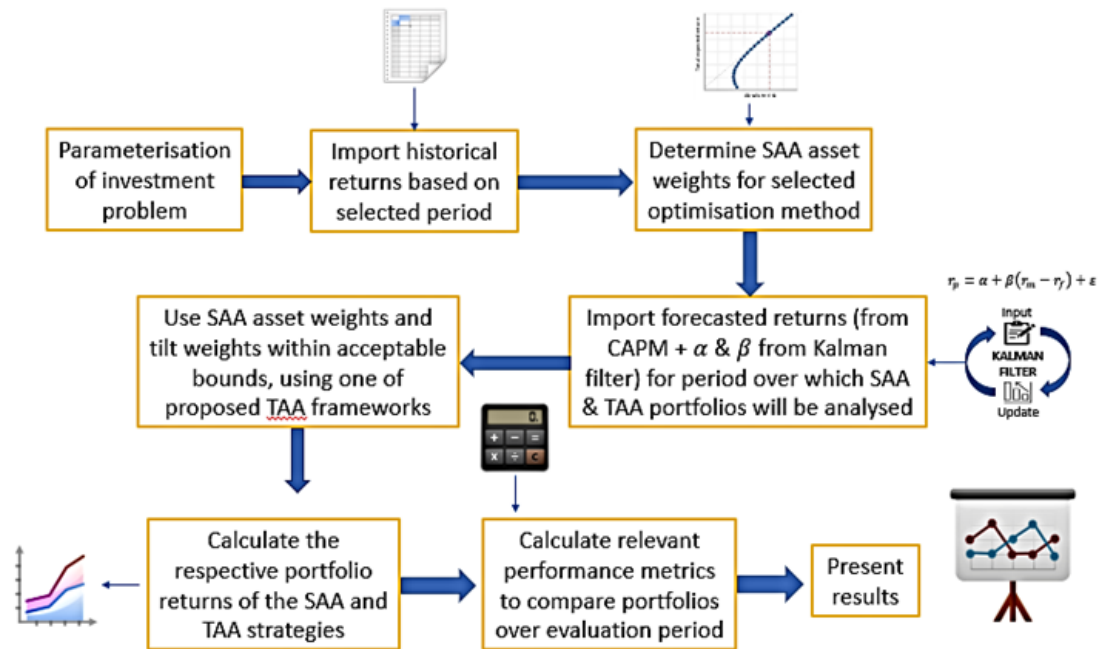 Parameterisation
of investment
problem
Import historical
returns based on
selected period
Determine SAA asset
weights for selected
optimisation method
Use SAA asset weights and
tilt weights within acceptable
bounds, using one of
proposed TAA frameworks
Import forecasted returns (from
CAPM + α & β from Kalman
filter) for period over which SAA
& TAA portfolios will be analysed
r_p = α + β(r_m − r_f) + ε
Input
KALMAN
FILTER
Update
0.
+ − =
x ÷ c
Calculate the
respective portfolio
returns of the SAA and
TAA strategies
Calculate relevant
performance metrics
to compare portfolios
over evaluation period
Present
results